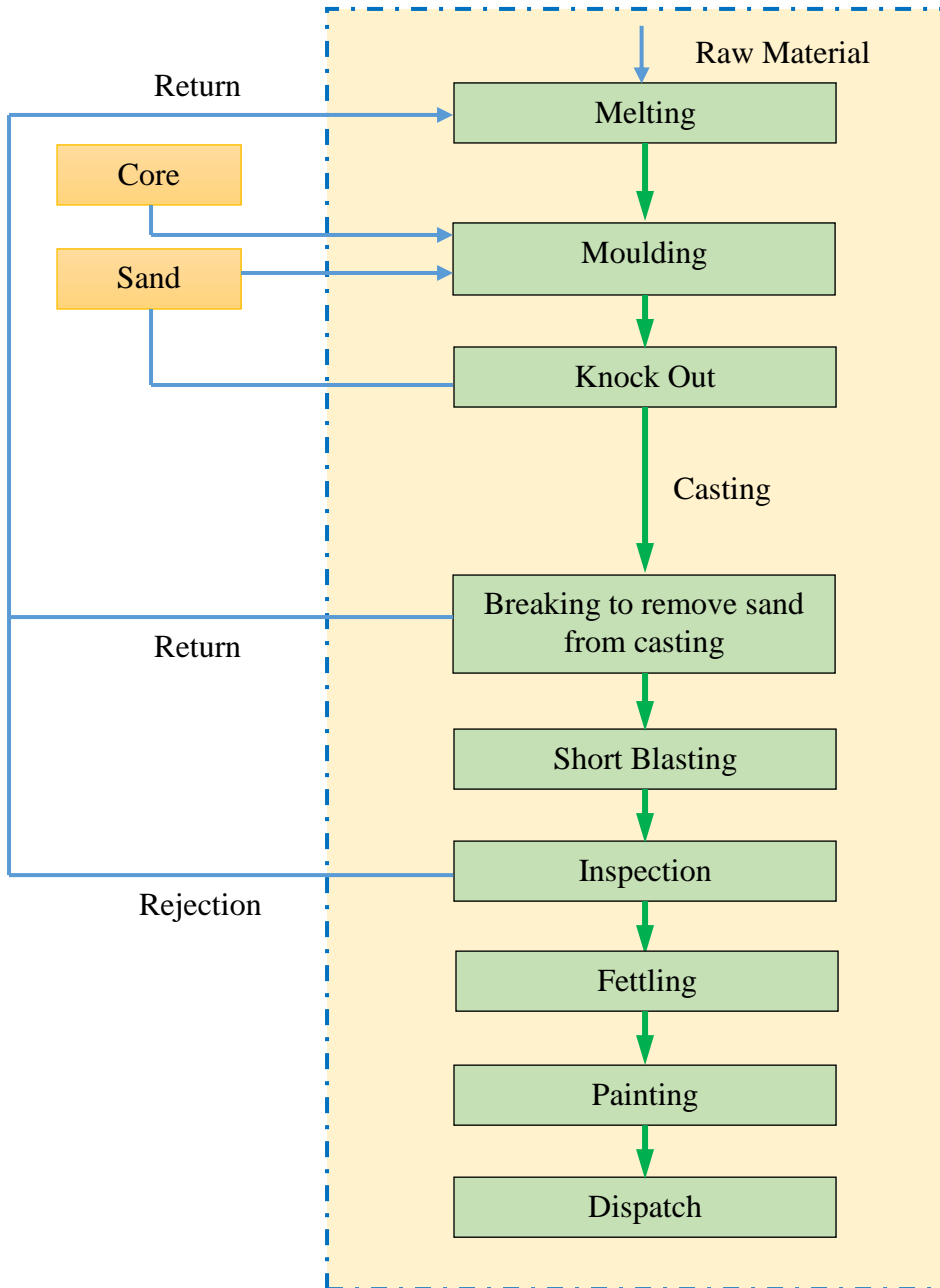 Raw Material
Return
Melting
Core
Moulding
Sand
Knock Out
Casting
Breaking to remove sand
from casting
Return
Short Blasting
Inspection
Rejection
Fettling
Painting
Dispatch